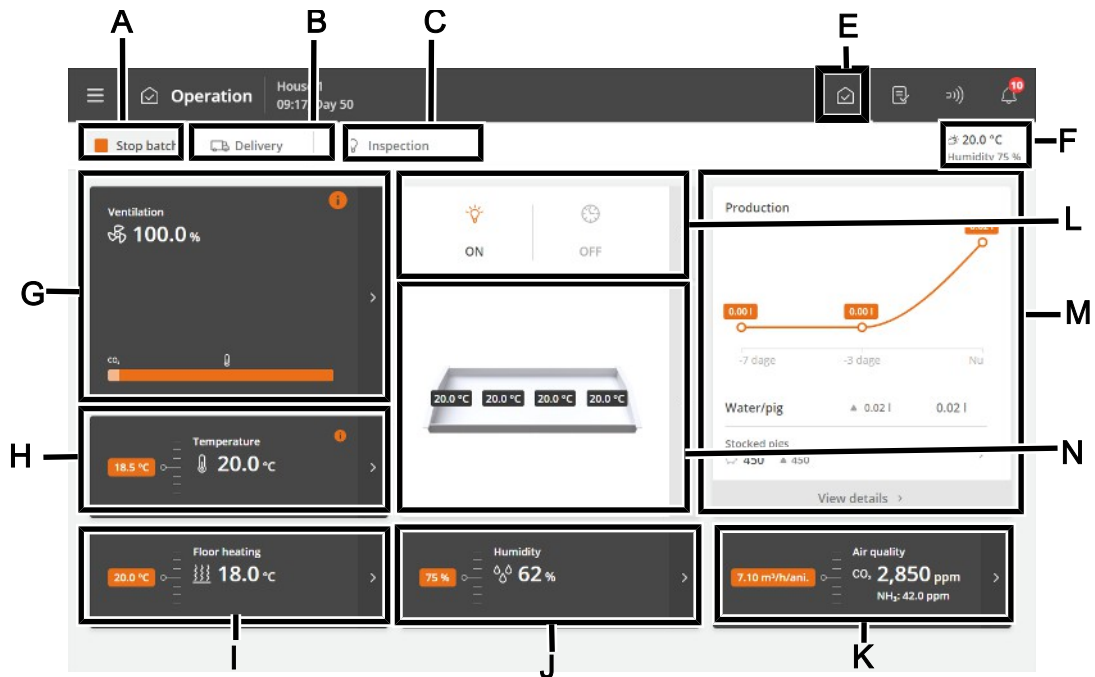 A B C E
Operation
House 1
09:17 Day 50
10
Stop batch Delivery Inspection
20.0 °C
Humidity 75 %
F
Ventilation
100.0 %
CO₂
G
ON OFF
L
Production
0.00 l 0.00 l
-7 dage -3 dage Nu
Water/pig 0.02 l 0.02 l
Stocked pigs
450 450
View details
M
20.0 °C 20.0 °C 20.0 °C 20.0 °C
N
Temperature
18.5 °C 20.0 °C
H
Floor heating
20.0 °C 18.0 °C
I
Humidity
75 % 62 %
J
Air quality
7.10 m³/h/ani. CO₂ 2,850 ppm
NH₃: 42.0 ppm
K